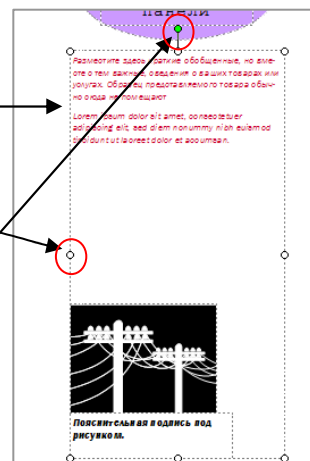 панели
Разместите здесь краткие обобщенные, но вме-
сте с тем важные, сведения о ваших товарах или
услугах. Образец представляемого товара обыч-
но сюда не помещают
Lorem ipsum dolor sit amet, consectetuer
adipiscing elit, sed diem nonummy nibh euismod
tincidunt ut lacreet dolor et accumsan.
Пояснительная подпись под
рисунком.